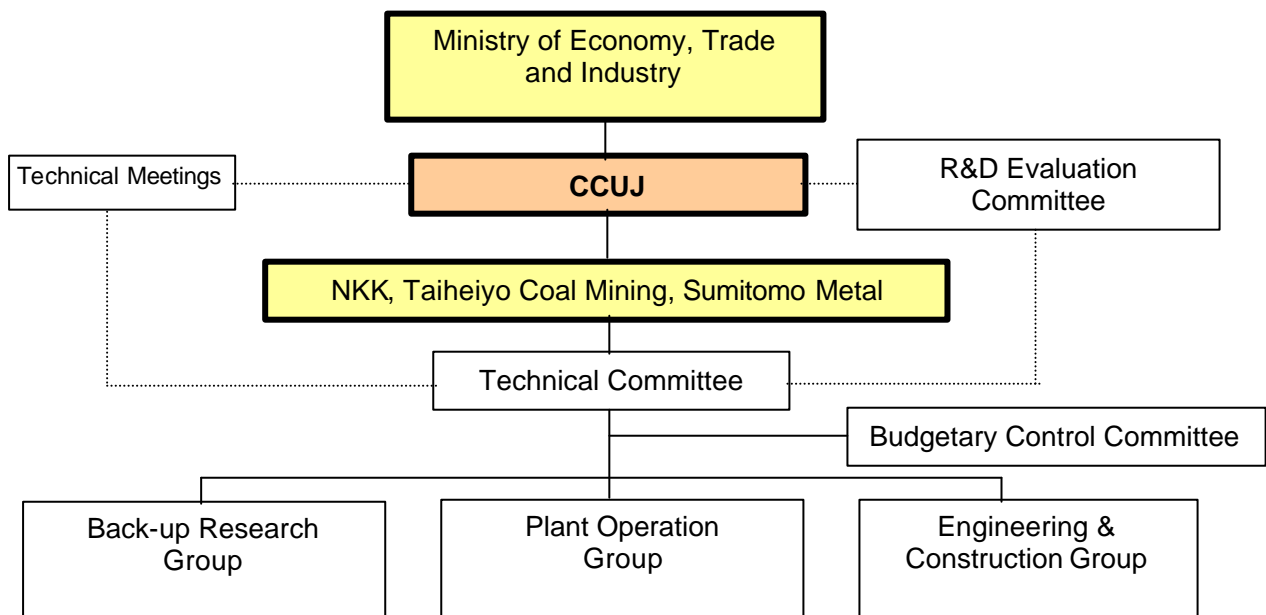 Ministry of Economy, Trade
and Industry
Technical Meetings
CCUJ
R&D Evaluation
Committee
NKK, Taiheiyo Coal Mining, Sumitomo Metal
Technical Committee
Budgetary Control Committee
Back-up Research
Group
Plant Operation
Group
Engineering &
Construction Group